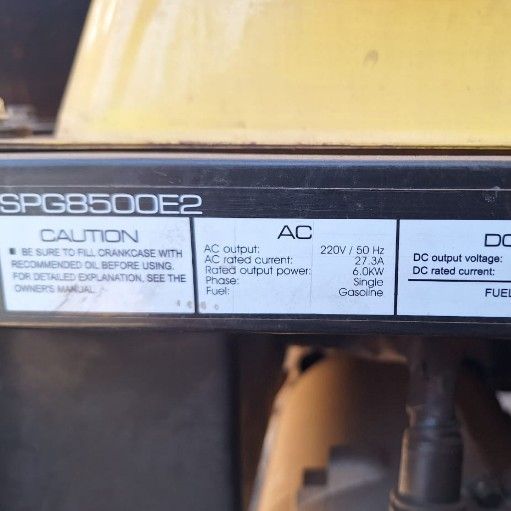 SPG8500E2
CAUTION
BE SURE TO FILL CRANKCASE WITH
RECOMMENDED OIL BEFORE USING.
FOR DETAILED EXPLANATION, SEE THE
OWNER'S MANUAL.
AC
AC output: 220V / 50 Hz
AC rated current: 27.3A
Rated output power: 6.0KW
Phase: Single
Fuel: Gasoline
DC
DC output voltage:
DC rated current:
FUEL